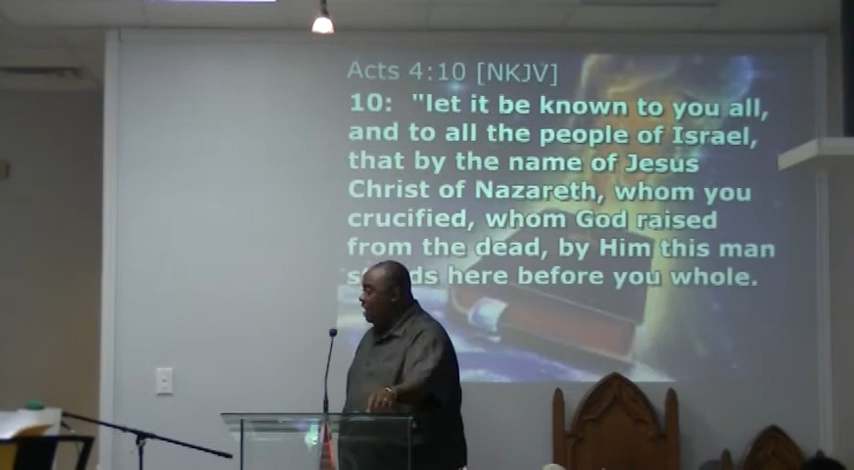 Acts 4:10 [NKJV]
10: "let it be known to you all,
and to all the people of Israel,
that by the name of Jesus
Christ of Nazareth, whom you
crucified, whom God raised
from the dead, by Him this man
here before you whole.